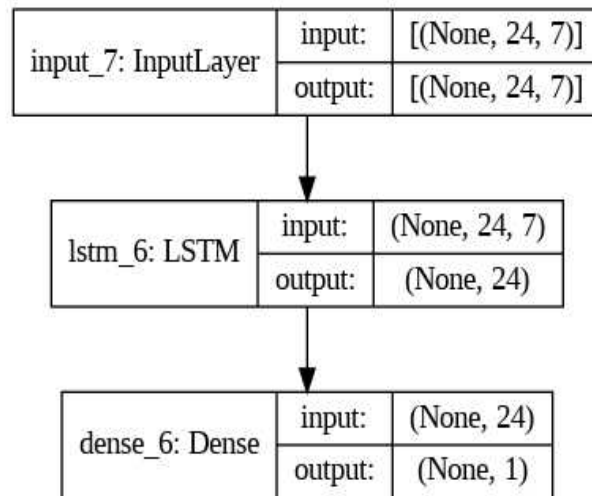 input_7: InputLayer
input:
[(None, 24, 7)]
output:
[(None, 24, 7)]
lstm_6: LSTM
input:
(None, 24, 7)
output:
(None, 24)
dense_6: Dense
input:
(None, 24)
output:
(None, 1)